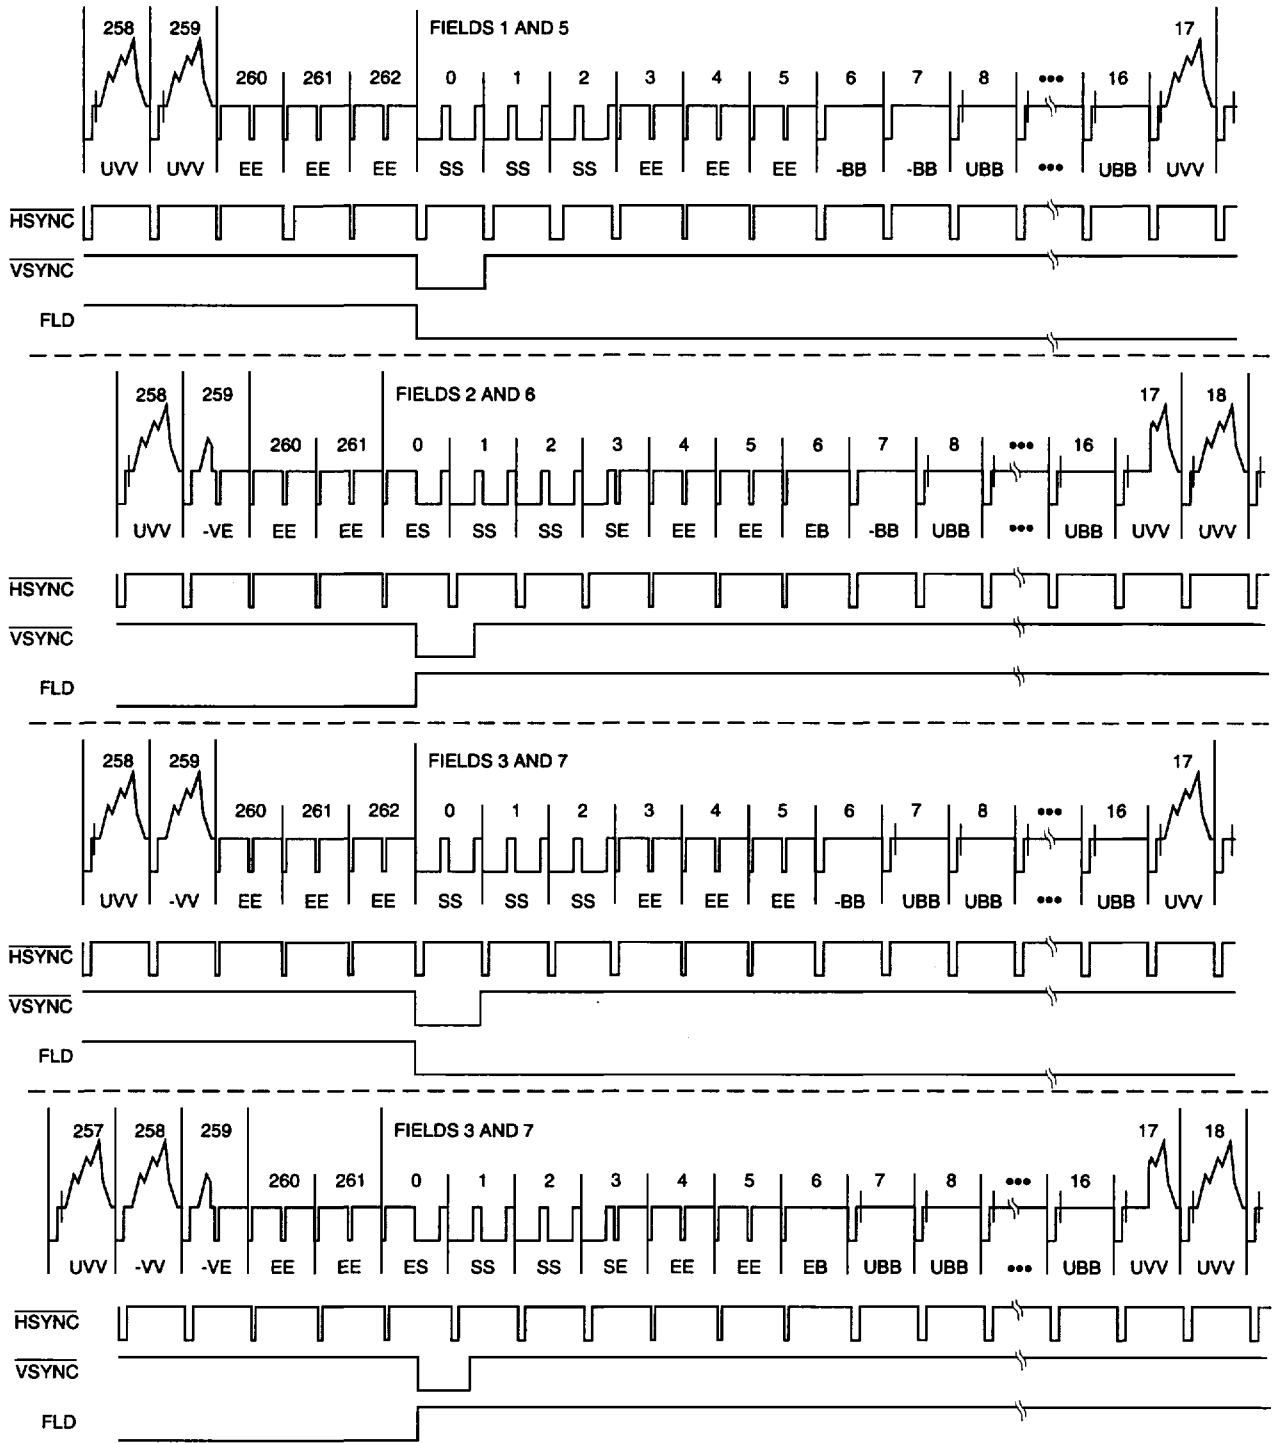 258 259 FIELDS 1 AND 5 17
260 261 262 0 1 2 3 4 5 6 7 8 ••• 16
UVV UVV EE EE EE SS SS SS EE EE EE -BB -BB UBB ••• UBB UVV
HSYNC
VSYNC
FLD
258 259 FIELDS 2 AND 6 17 18
260 261 0 1 2 3 4 5 6 7 8 ••• 16
UVV -VE EE EE ES SS SS SE EE EE EB -BB UBB ••• UBB UVV UVV
HSYNC
VSYNC
FLD
258 259 FIELDS 3 AND 7 17
260 261 262 0 1 2 3 4 5 6 7 8 ••• 16
UVV -VV EE EE EE SS SS SS EE EE EE -BB UBB UBB ••• UBB UVV
HSYNC
VSYNC
FLD
257 258 259 FIELDS 3 AND 7 17 18
260 261 0 1 2 3 4 5 6 7 8 ••• 16
UVV -VV -VE EE EE ES SS SS SE EE EE EB UBB UBB ••• UBB UVV UVV
HSYNC
VSYNC
FLD